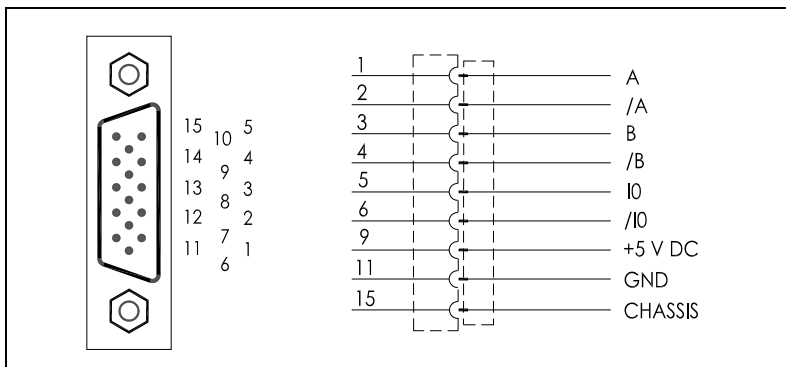 15 10 5
14 9 4
13 8 3
12 7 2
11 6 1
1 A
2 /A
3 B
4 /B
5 I0
6 /I0
9 +5 V DC
11 GND
15 CHASSIS